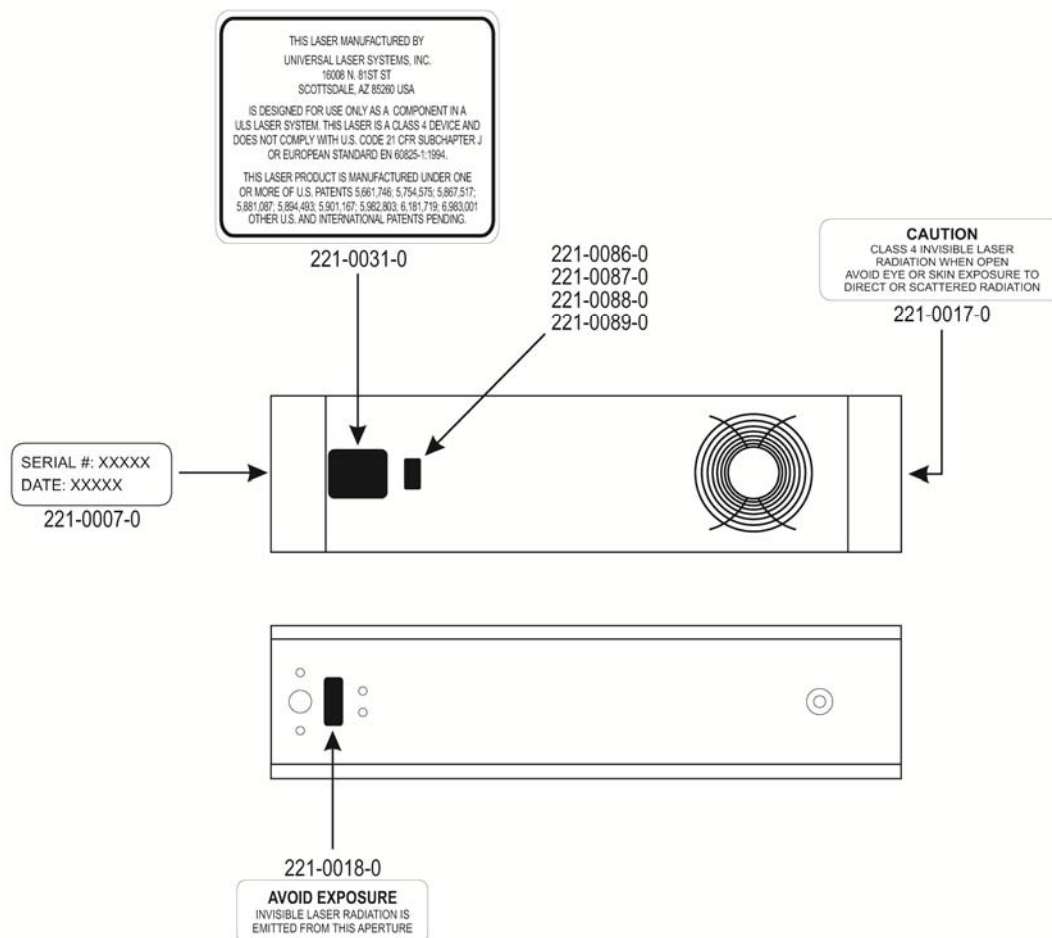 THIS LASER MANUFACTURED BY
UNIVERSAL LASER SYSTEMS, INC.
16008 N. 81ST ST
SCOTTSDALE, AZ 85260 USA
IS DESIGNED FOR USE ONLY AS A COMPONENT IN A
ULS LASER SYSTEM. THIS LASER IS A CLASS 4 DEVICE AND
DOES NOT COMPLY WITH U.S. CODE 21 CFR SUBCHAPTER J
OR EUROPEAN STANDARD EN 60825-1:1994.
THIS LASER PRODUCT IS MANUFACTURED UNDER ONE
OR MORE OF U.S. PATENTS 5,661,746; 5,754,575; 5,867,517;
5,881,087; 5,894,493; 5,901,167; 5,982,803; 6,181,719; 6,983,001
OTHER U.S. AND INTERNATIONAL PATENTS PENDING.
221-0031-0
221-0086-0
221-0087-0
221-0088-0
221-0089-0
CAUTION
CLASS 4 INVISIBLE LASER
RADIATION WHEN OPEN
AVOID EYE OR SKIN EXPOSURE TO
DIRECT OR SCATTERED RADIATION
221-0017-0
SERIAL #: XXXXX
DATE: XXXXX
221-0007-0
221-0018-0
AVOID EXPOSURE
INVISIBLE LASER RADIATION IS
EMITTED FROM THIS APERTURE